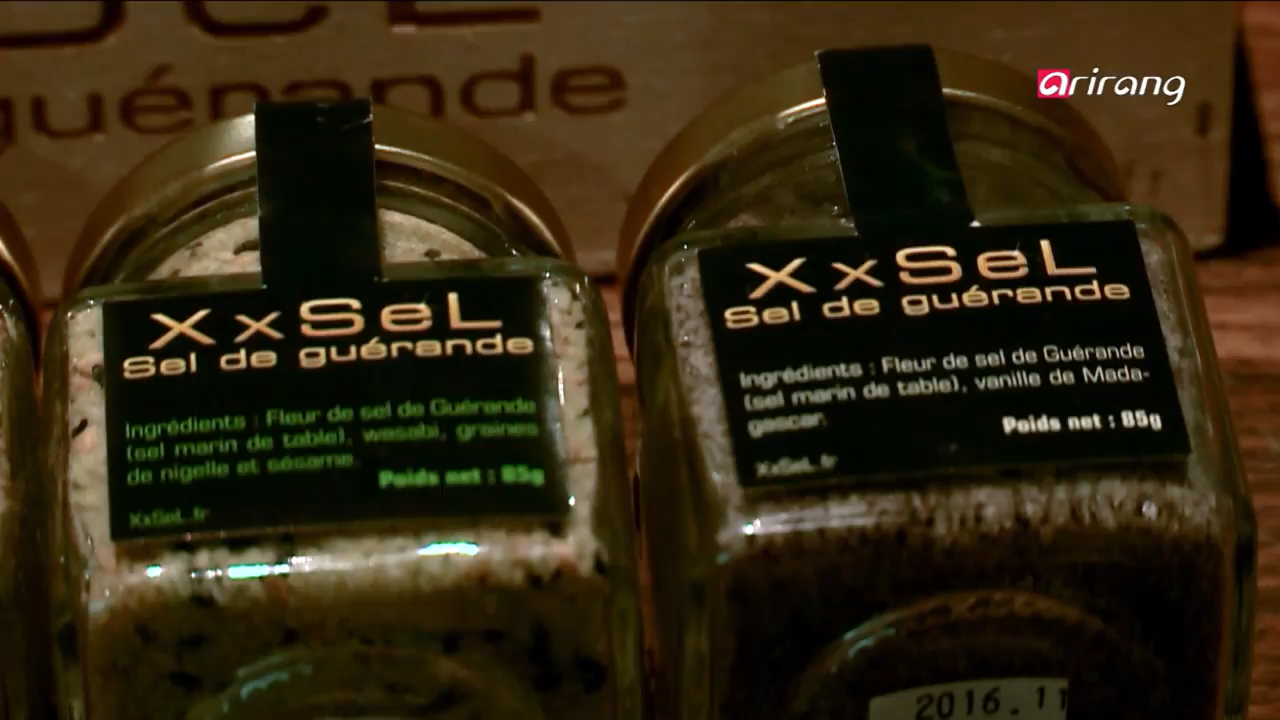 guérande
arirang
XxSeL
Sel de guérande
Ingrédients : Fleur de sel de Guérande
(sel marin de table), wasabi, graines
de nigelle et sésame.
Poids net : 85g
XxSeL.fr
XxSeL
Sel de guérande
Ingrédients : Fleur de sel de Guérande
(sel marin de table), vanille de Mada-
gascar.
Poids net : 85g
XxSeL.fr
2016.11